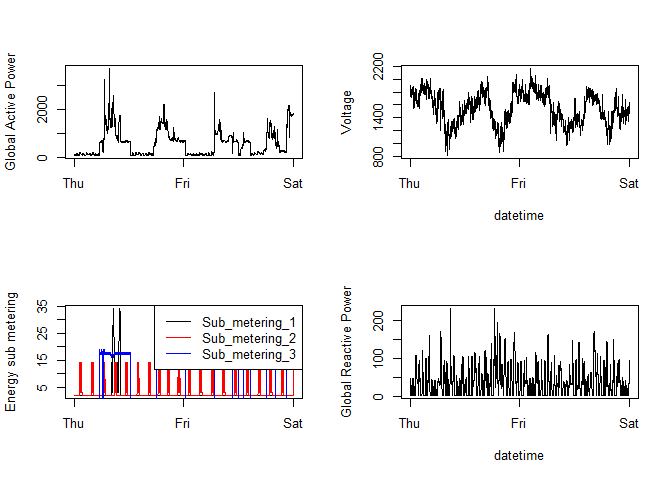 Global Active Power
0
2000
Thu
Fri
Sat
Voltage
800
1400
2200
Thu
Fri
Sat
datetime
Energy sub metering
5
15
25
35
Sub_metering_1
Sub_metering_2
Sub_metering_3
Thu
Fri
Sat
Global Reactive Power
0
100
200
Thu
Fri
Sat
datetime